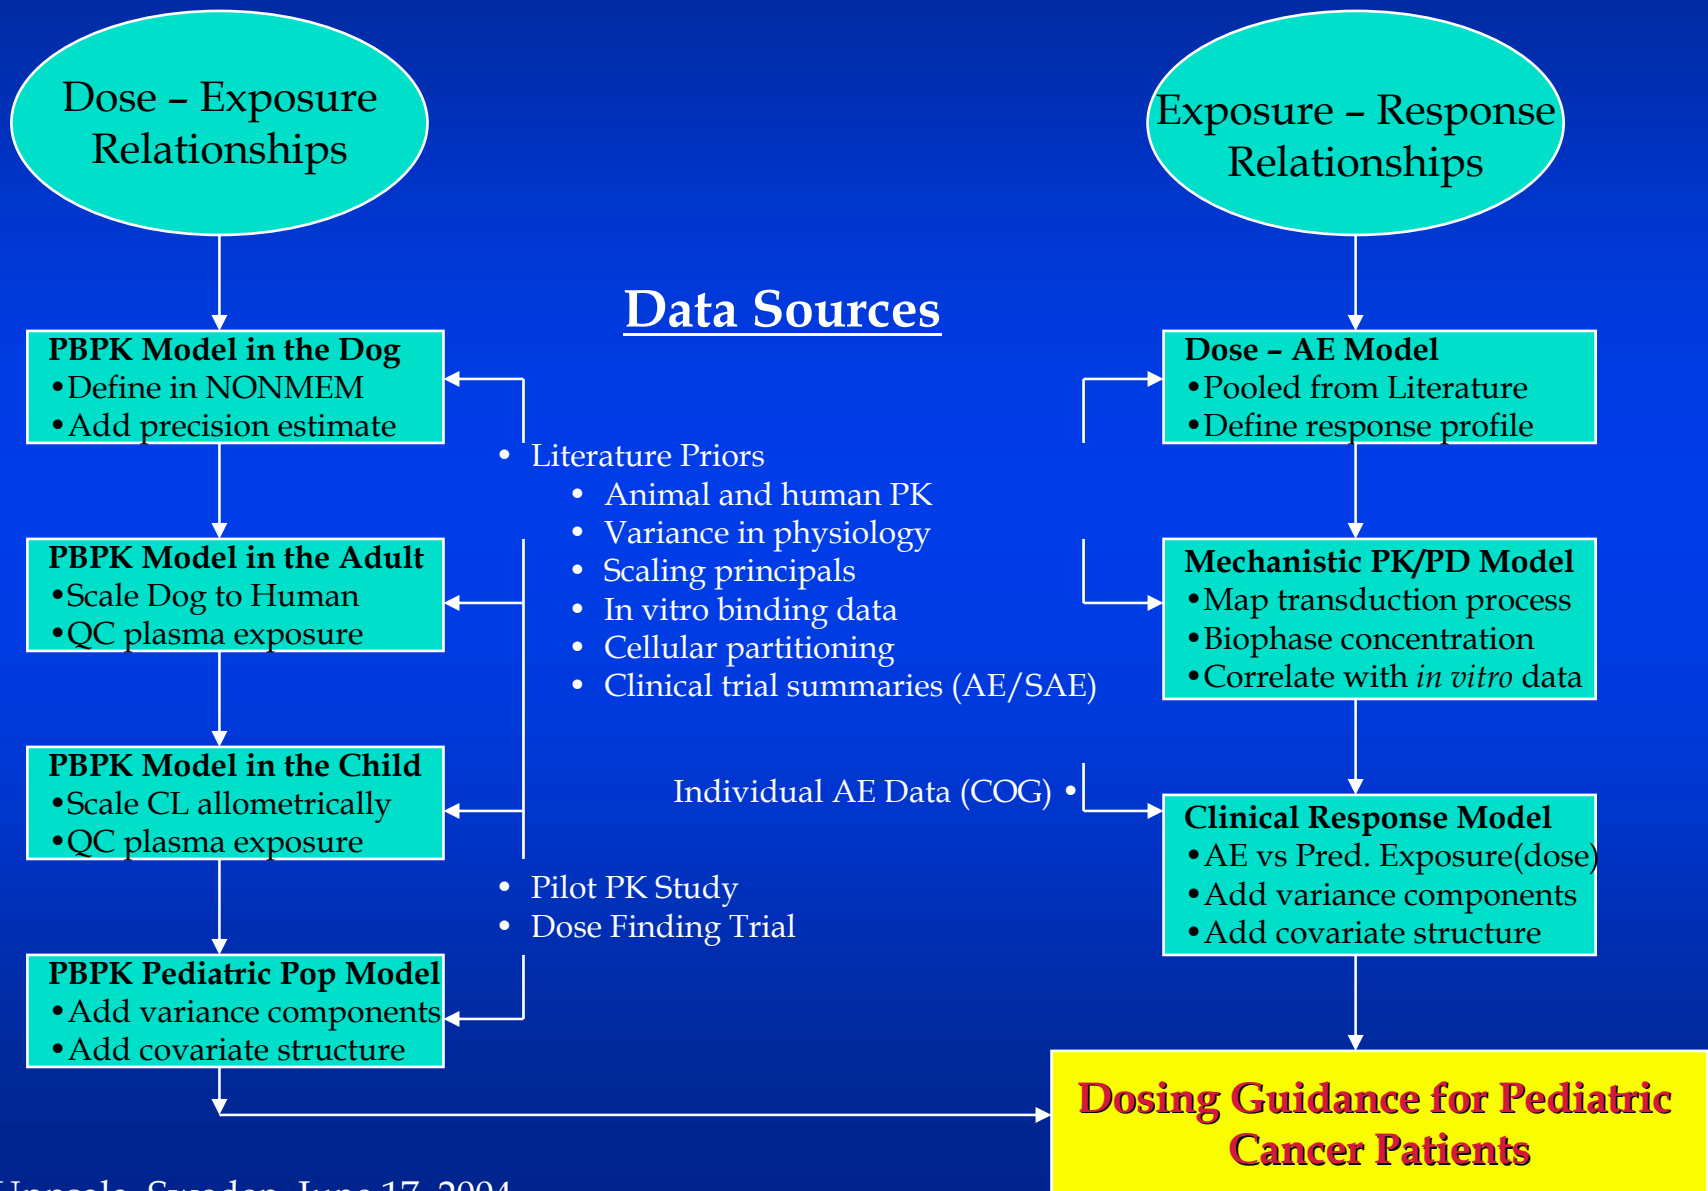 Dose – Exposure
Relationships
Exposure – Response
Relationships
Data Sources
PBPK Model in the Dog
•Define in NONMEM
•Add precision estimate
PBPK Model in the Adult
•Scale Dog to Human
•QC plasma exposure
PBPK Model in the Child
•Scale CL allometrically
•QC plasma exposure
PBPK Pediatric Pop Model
•Add variance components
•Add covariate structure
• Literature Priors
• Animal and human PK
• Variance in physiology
• Scaling principals
• In vitro binding data
• Cellular partitioning
• Clinical trial summaries (AE/SAE)
Individual AE Data (COG) •
• Pilot PK Study
• Dose Finding Trial
Dose – AE Model
•Pooled from Literature
•Define response profile
Mechanistic PK/PD Model
•Map transduction process
•Biophase concentration
•Correlate with in vitro data
Clinical Response Model
•AE vs Pred. Exposure(dose)
•Add variance components
•Add covariate structure
Dosing Guidance for Pediatric
Cancer Patients
Uppsala, Sweden, June 17, 2004